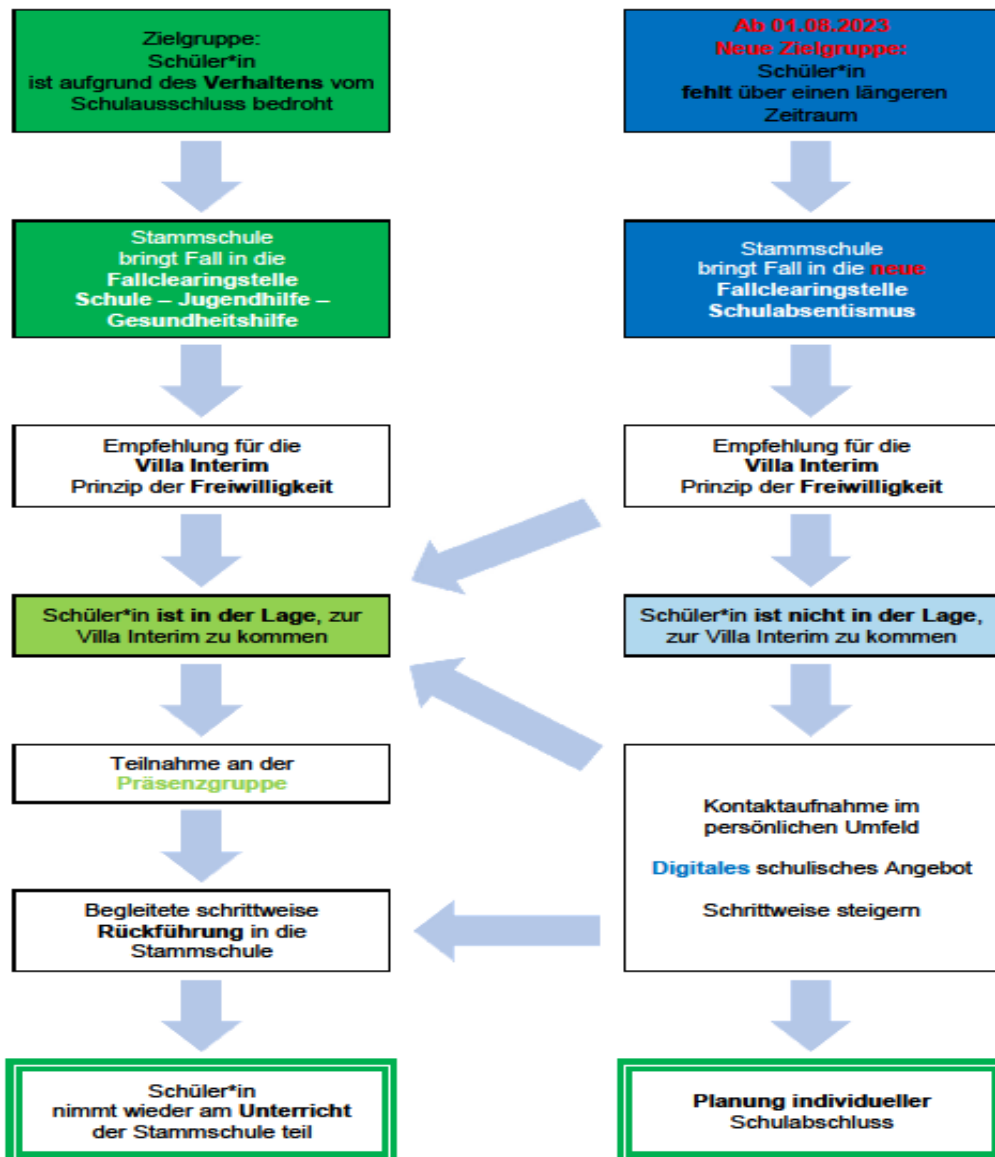 Zielgruppe:
Schüler*in
ist aufgrund des Verhaltens vom
Schulausschluss bedroht
Ab 01.08.2023
Neue Zielgruppe:
Schüler*in
fehlt über einen längeren
Zeitraum
Stammschule
bringt Fall in die
Fallclearingstelle
Schule – Jugendhilfe –
Gesundheitshilfe
Stammschule
bringt Fall in die neue
Fallclearingstelle
Schulabsentismus
Empfehlung für die
Villa Interim
Prinzip der Freiwilligkeit
Empfehlung für die
Villa Interim
Prinzip der Freiwilligkeit
Schüler*in ist in der Lage, zur
Villa Interim zu kommen
Schüler*in ist nicht in der Lage,
zur Villa Interim zu kommen
Teilnahme an der
Präsenzgruppe
Kontaktaufnahme im
persönlichen Umfeld
Digitales schulisches Angebot
Schrittweise steigern
Begleitete schrittweise
Rückführung in die
Stammschule
Schüler*in
nimmt wieder am Unterricht
der Stammschule teil
Planung individueller
Schulabschluss